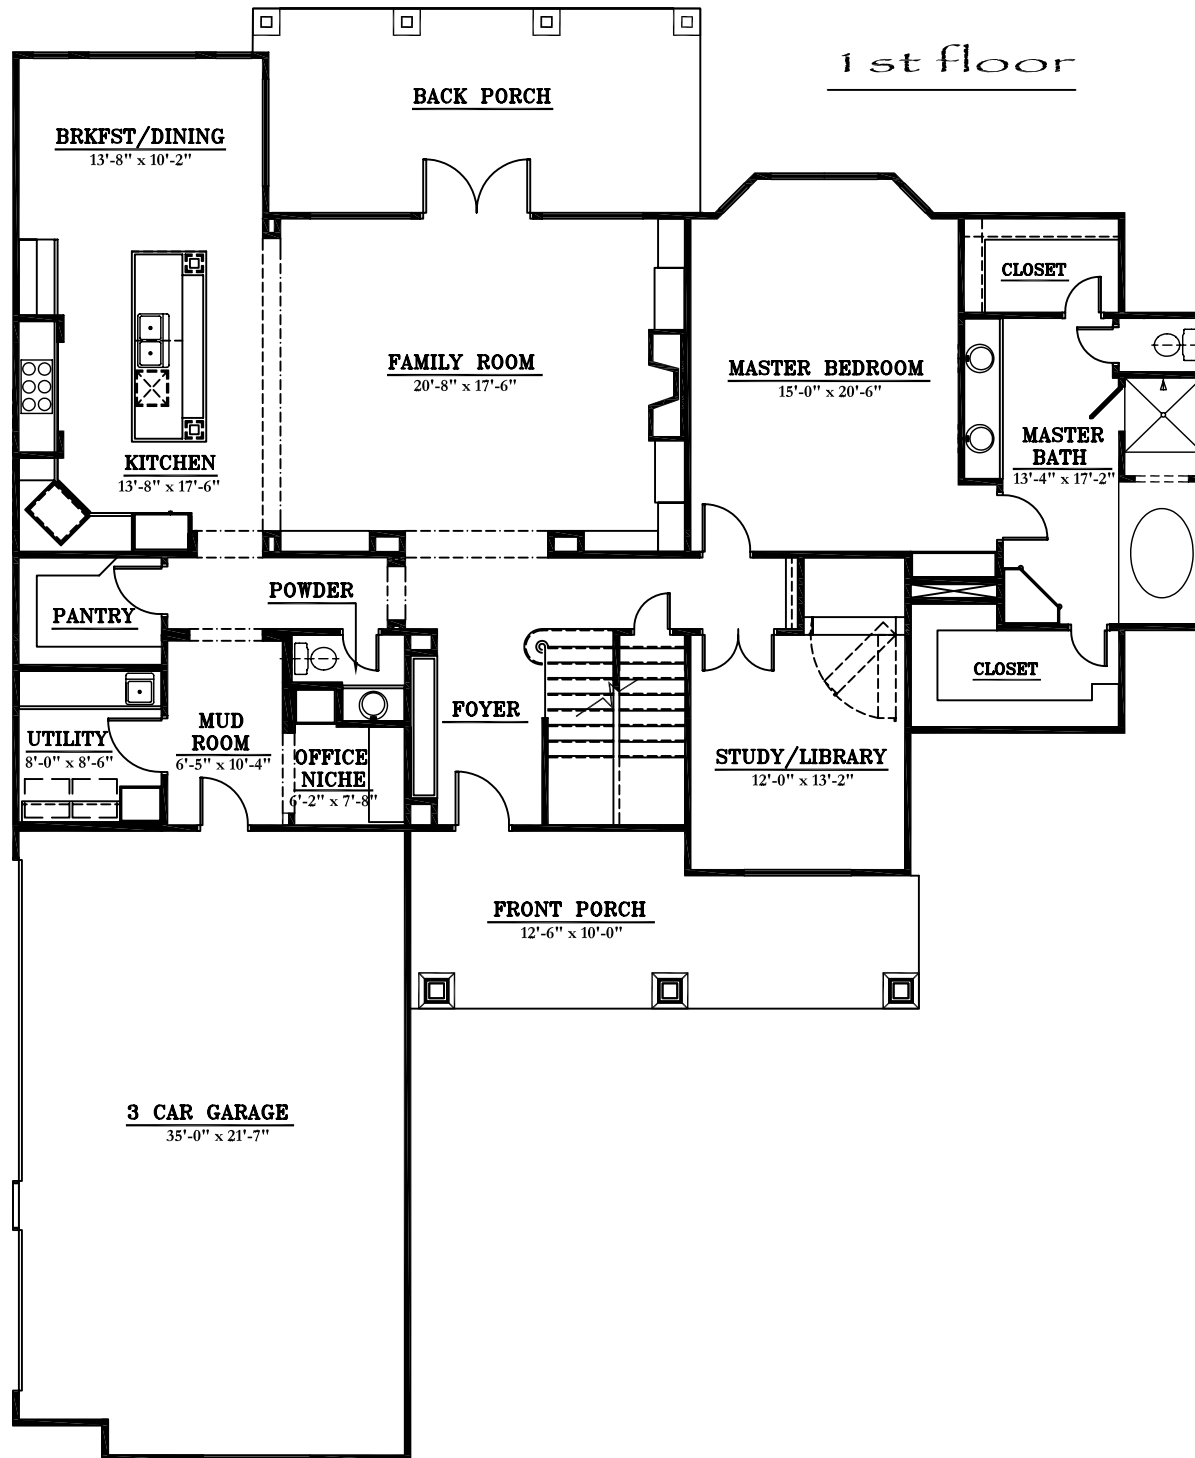 1st floor
BACK PORCH
BRKFST/DINING
13'-8" x 10'-2"
CLOSET
FAMILY ROOM
20'-8" x 17'-6"
MASTER BEDROOM
15'-0" x 20'-6"
MASTER
BATH
13'-4" x 17'-2"
KITCHEN
13'-8" x 17'-6"
POWDER
PANTRY
CLOSET
FOYER
MUD
ROOM
6'-5" x 10'-4"
UTILITY
8'-0" x 8'-6"
OFFICE
NICHE
6'-2" x 7'-8"
STUDY/LIBRARY
12'-0" x 13'-2"
FRONT PORCH
12'-6" x 10'-0"
3 CAR GARAGE
35'-0" x 21'-7"